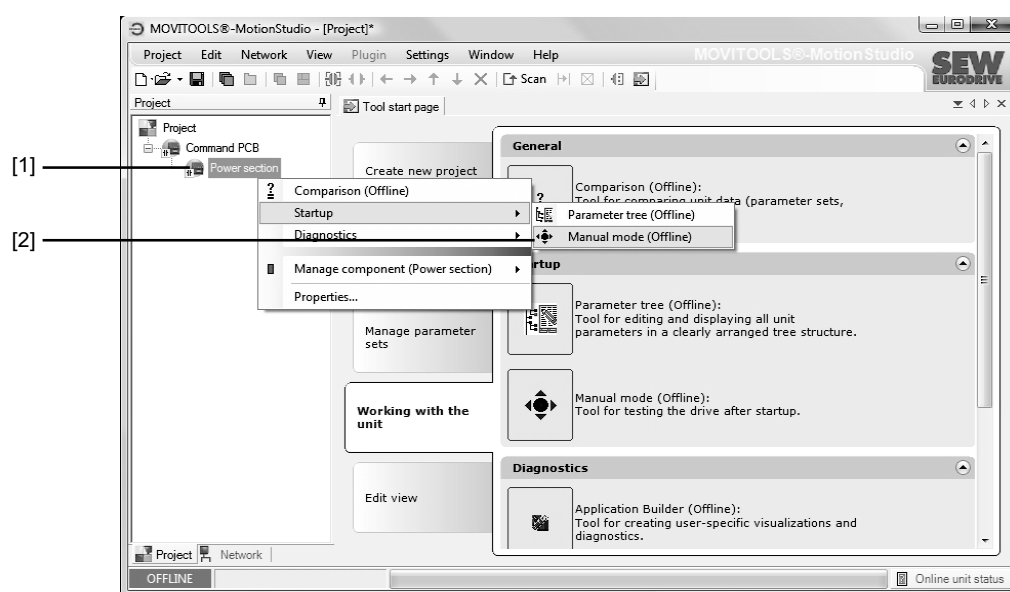 MOVITOOLS®-MotionStudio - [Project]*
Project Edit Network View Plugin Settings Window Help
MOVITOOLS®-MotionStudio
SEW
EURODRIVE
Scan
Project
Tool start page
Project
Command PCB
[1]
Power section
Create new project
General
Comparison (Offline)
Comparison (Offline):
Tool for comparing unit data (parameter sets,
Startup
Parameter tree (Offline)
[2]
Diagnostics
Manual mode (Offline)
Manage component (Power section)
rtup
Properties...
Parameter tree (Offline):
Tool for editing and displaying all unit
parameters in a clearly arranged tree structure.
Manage parameter
sets
Manual mode (Offline):
Tool for testing the drive after startup.
Working with the
unit
Diagnostics
Edit view
Application Builder (Offline):
Tool for creating user-specific visualizations and
diagnostics.
Project Network
OFFLINE
Online unit status